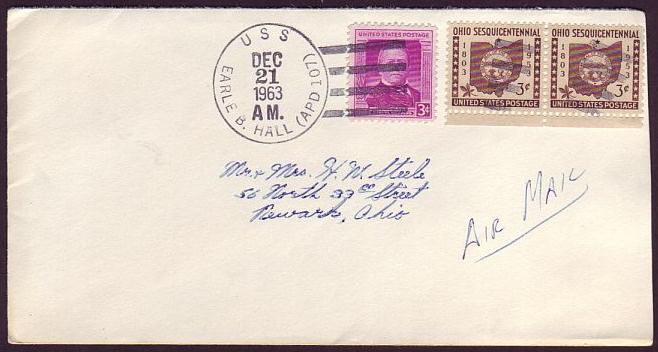 USS
EARLE B. HALL (APD 107)
DEC
21
1963
AM.
UNITED STATES POSTAGE
3¢
OHIO SESQUICENTENNIAL
1803 1953
3¢
UNITED STATES POSTAGE
OHIO SESQUICENTENNIAL
1803 1953
3¢
UNITED STATES POSTAGE
Mr. + Mrs. H. W. Steele
56 North Street
Newark, Ohio
AIR MAIL